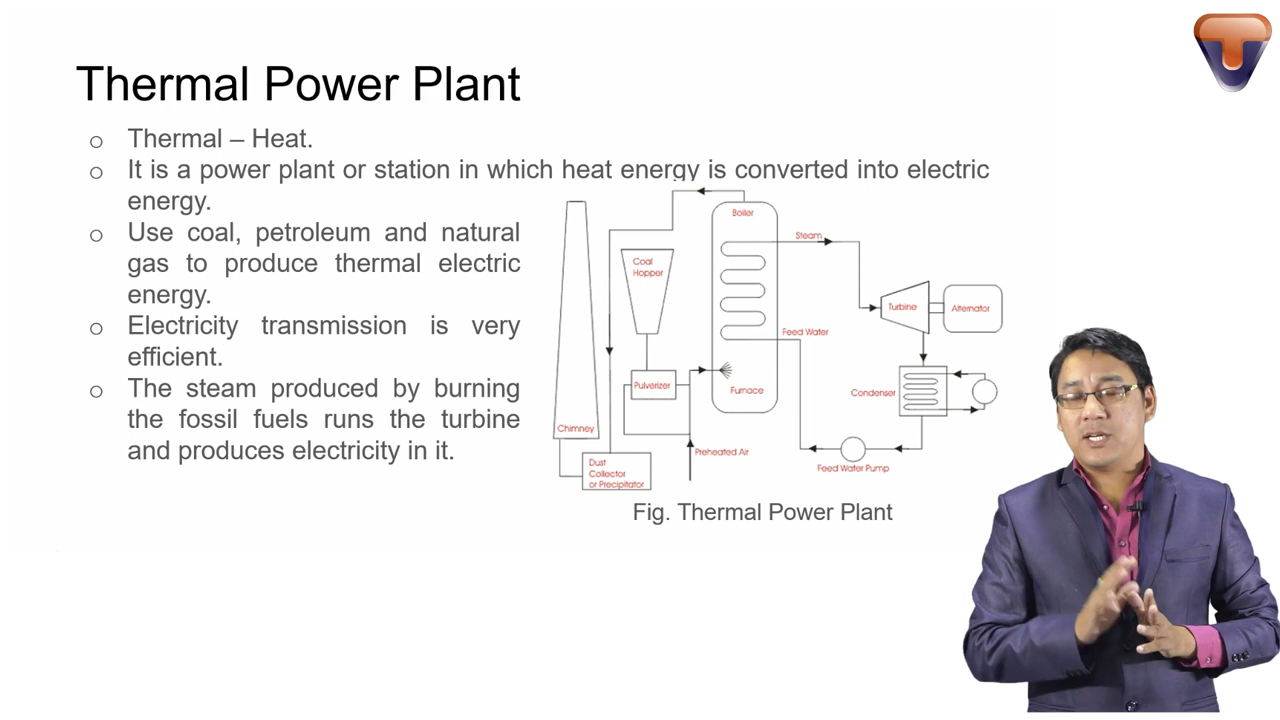 Thermal Power Plant
o Thermal – Heat.
o It is a power plant or station in which heat energy is converted into electric
energy.
o Use coal, petroleum and natural
gas to produce thermal electric
energy.
o Electricity transmission is very
efficient.
o The steam produced by burning
the fossil fuels runs the turbine
and produces electricity in it.
Boiler
Steam
Coal
Hopper
Turbine
Alternator
Feed Water
Pulverizer
Furnace
Condenser
Chimney
Preheated Air
Dust
Collector
or Precipitator
Feed Water Pump
Fig. Thermal Power Plant
T